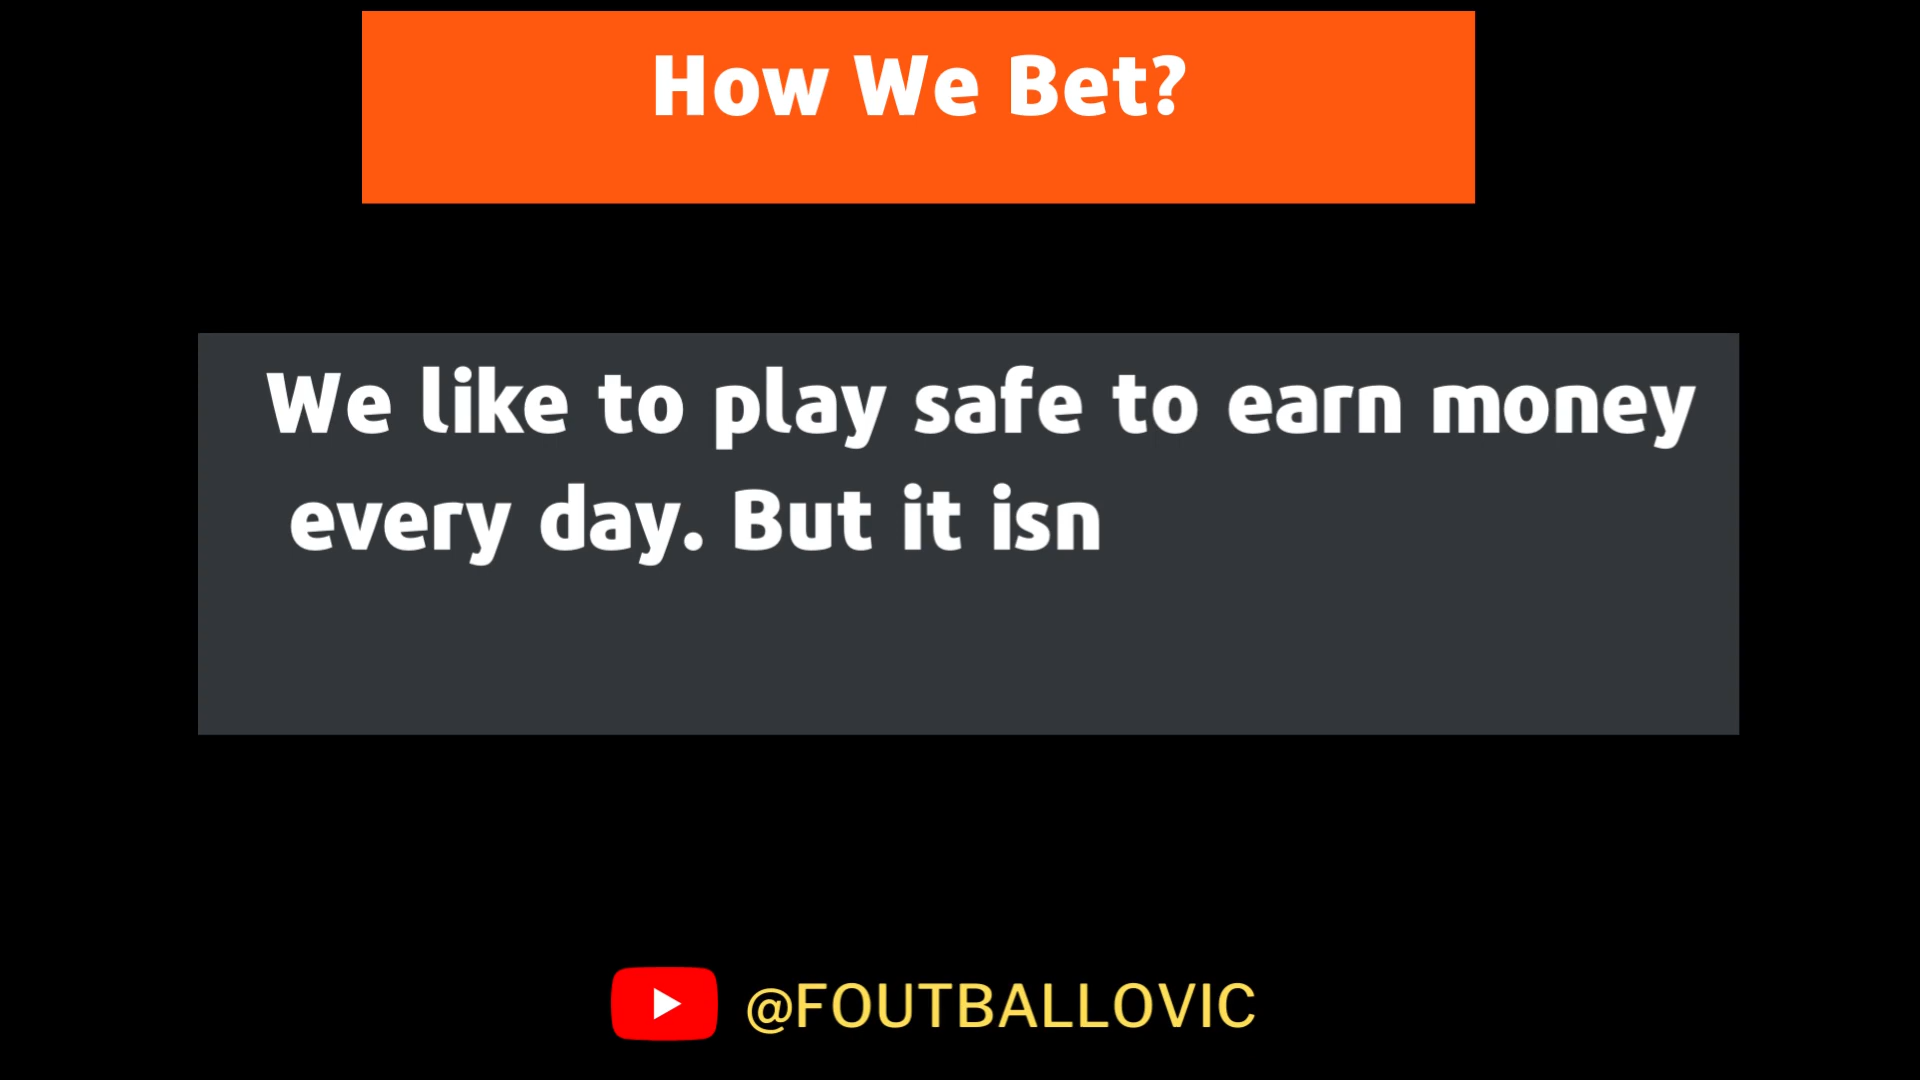 How We Bet?
We like to play safe to earn money
every day. But it isn
@FOUTBALLOVIC